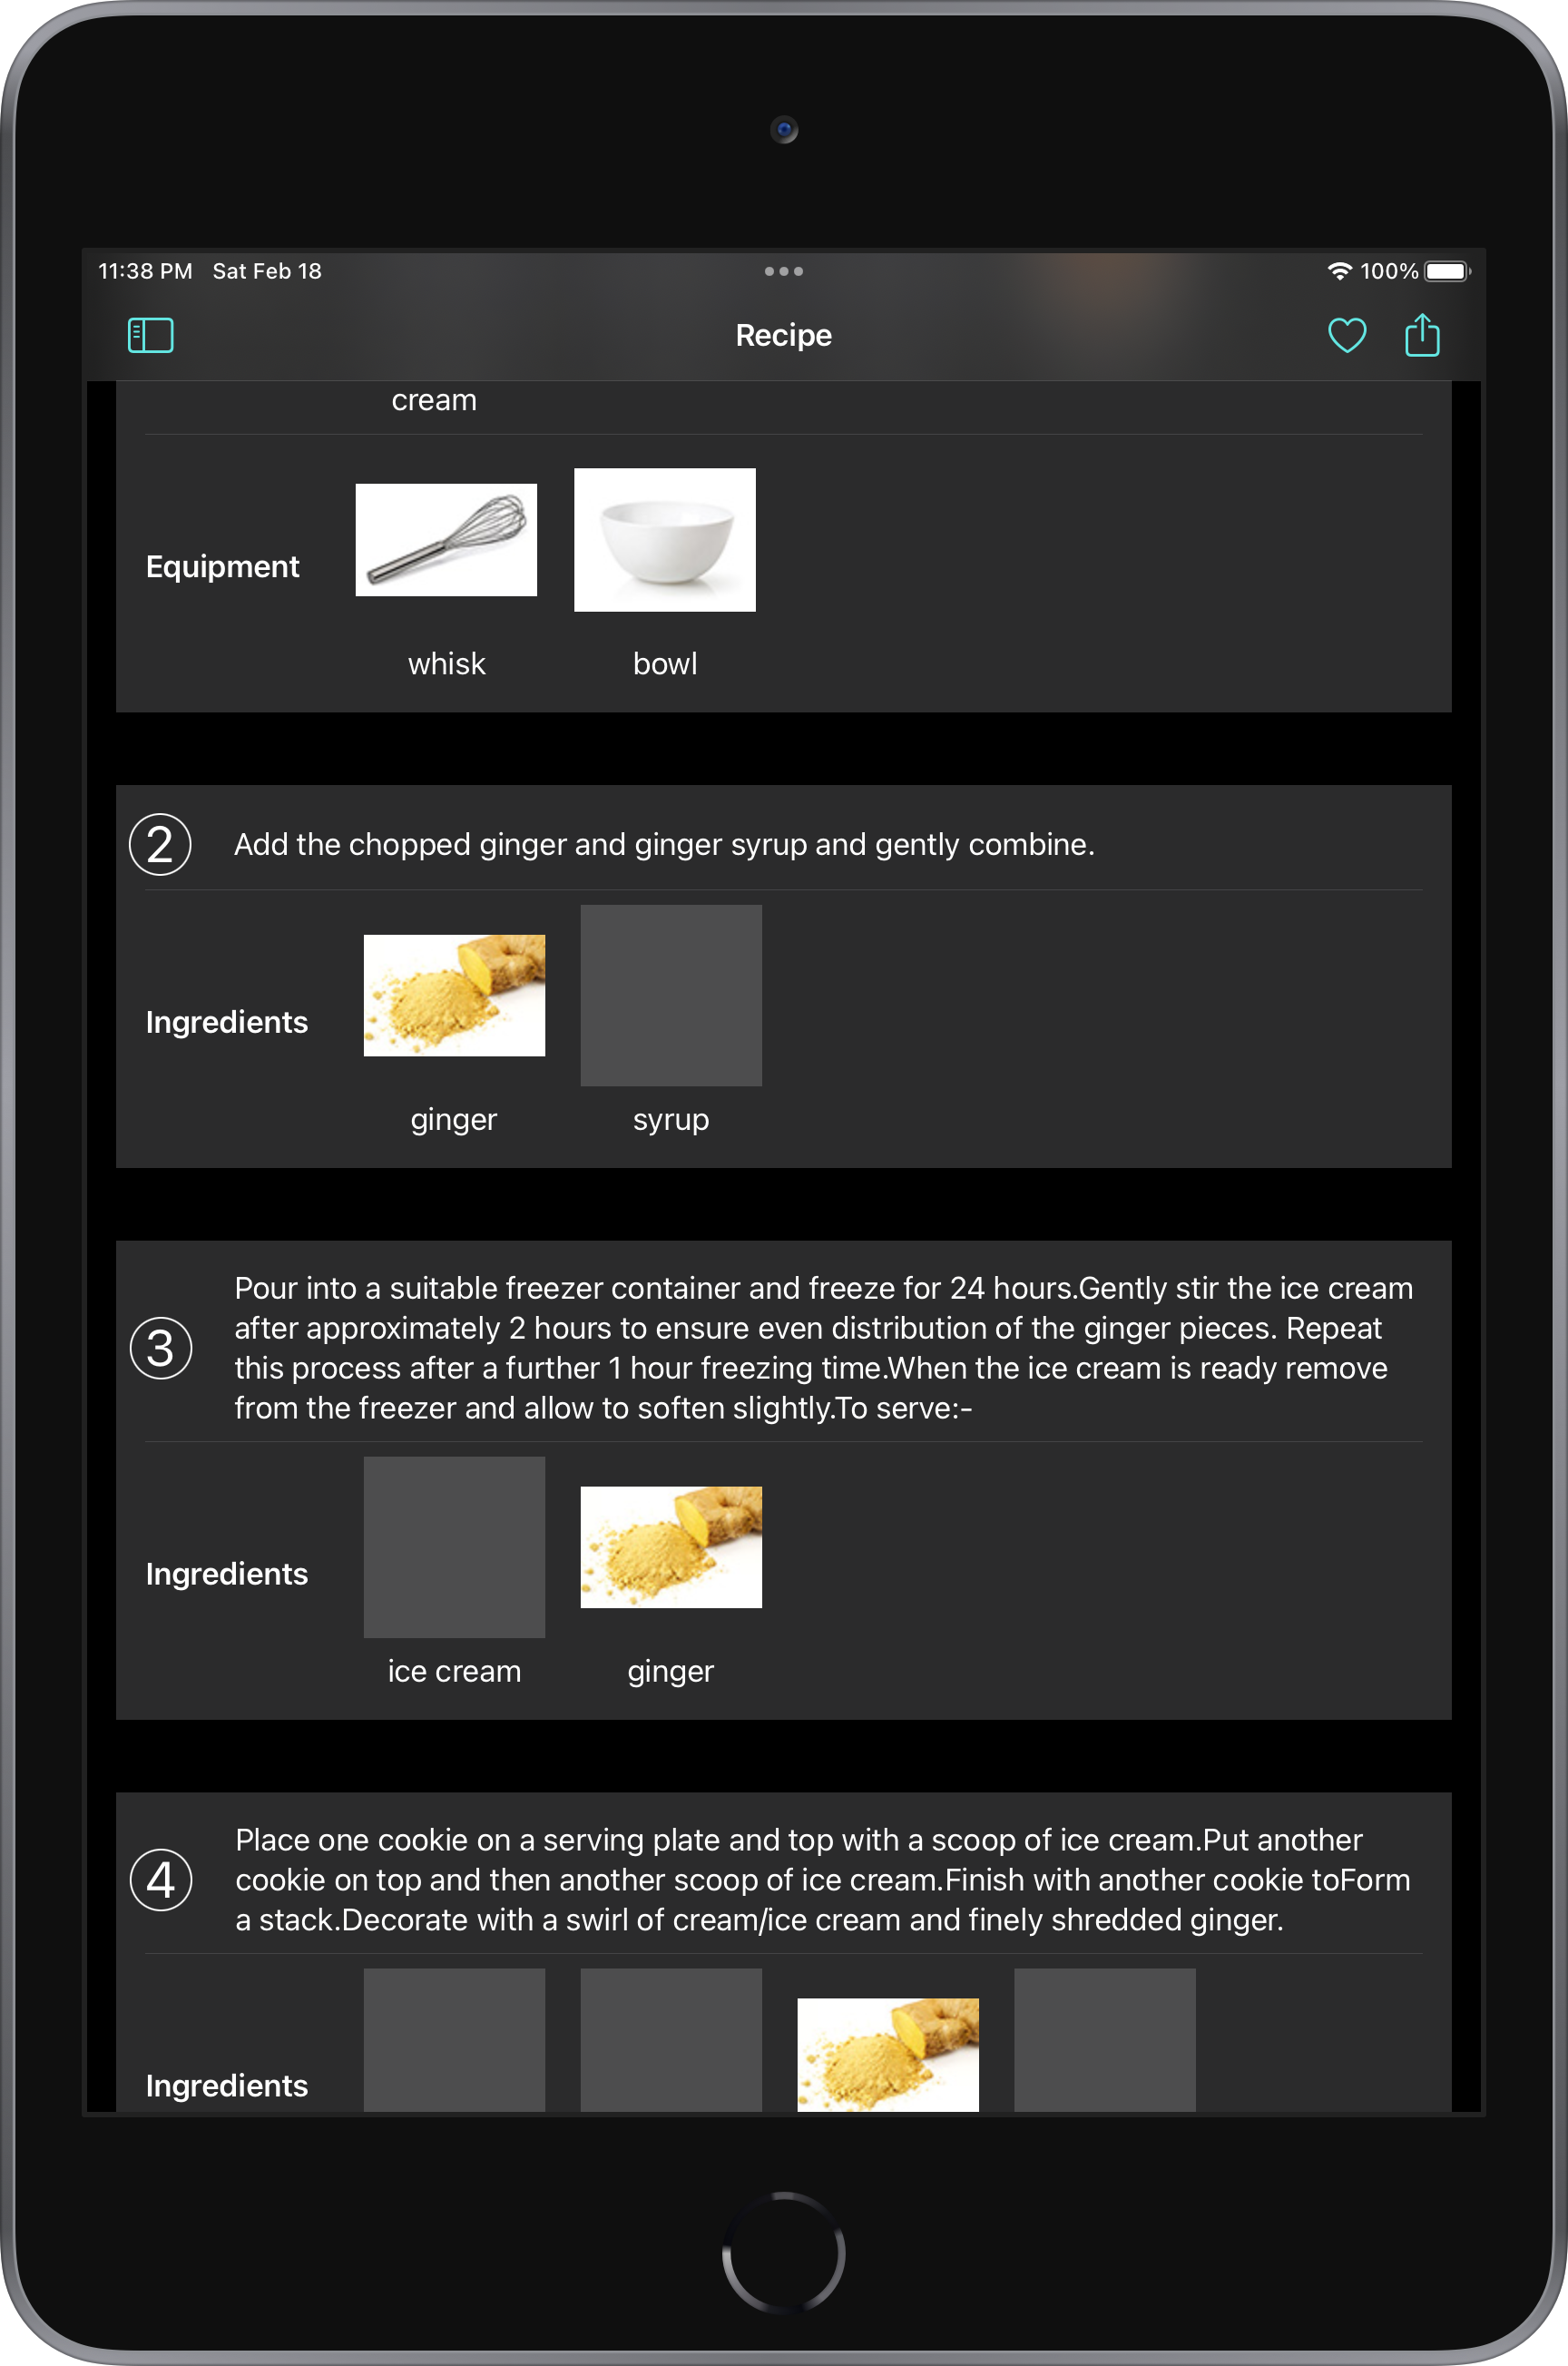 11:38 PM Sat Feb 18
100%
Recipe
cream
Equipment
whisk
bowl
2
Add the chopped ginger and ginger syrup and gently combine.
Ingredients
ginger
syrup
3
Pour into a suitable freezer container and freeze for 24 hours.Gently stir the ice cream
after approximately 2 hours to ensure even distribution of the ginger pieces. Repeat
this process after a further 1 hour freezing time.When the ice cream is ready remove
from the freezer and allow to soften slightly.To serve:-
Ingredients
ice cream
ginger
4
Place one cookie on a serving plate and top with a scoop of ice cream.Put another
cookie on top and then another scoop of ice cream.Finish with another cookie toForm
a stack.Decorate with a swirl of cream/ice cream and finely shredded ginger.
Ingredients